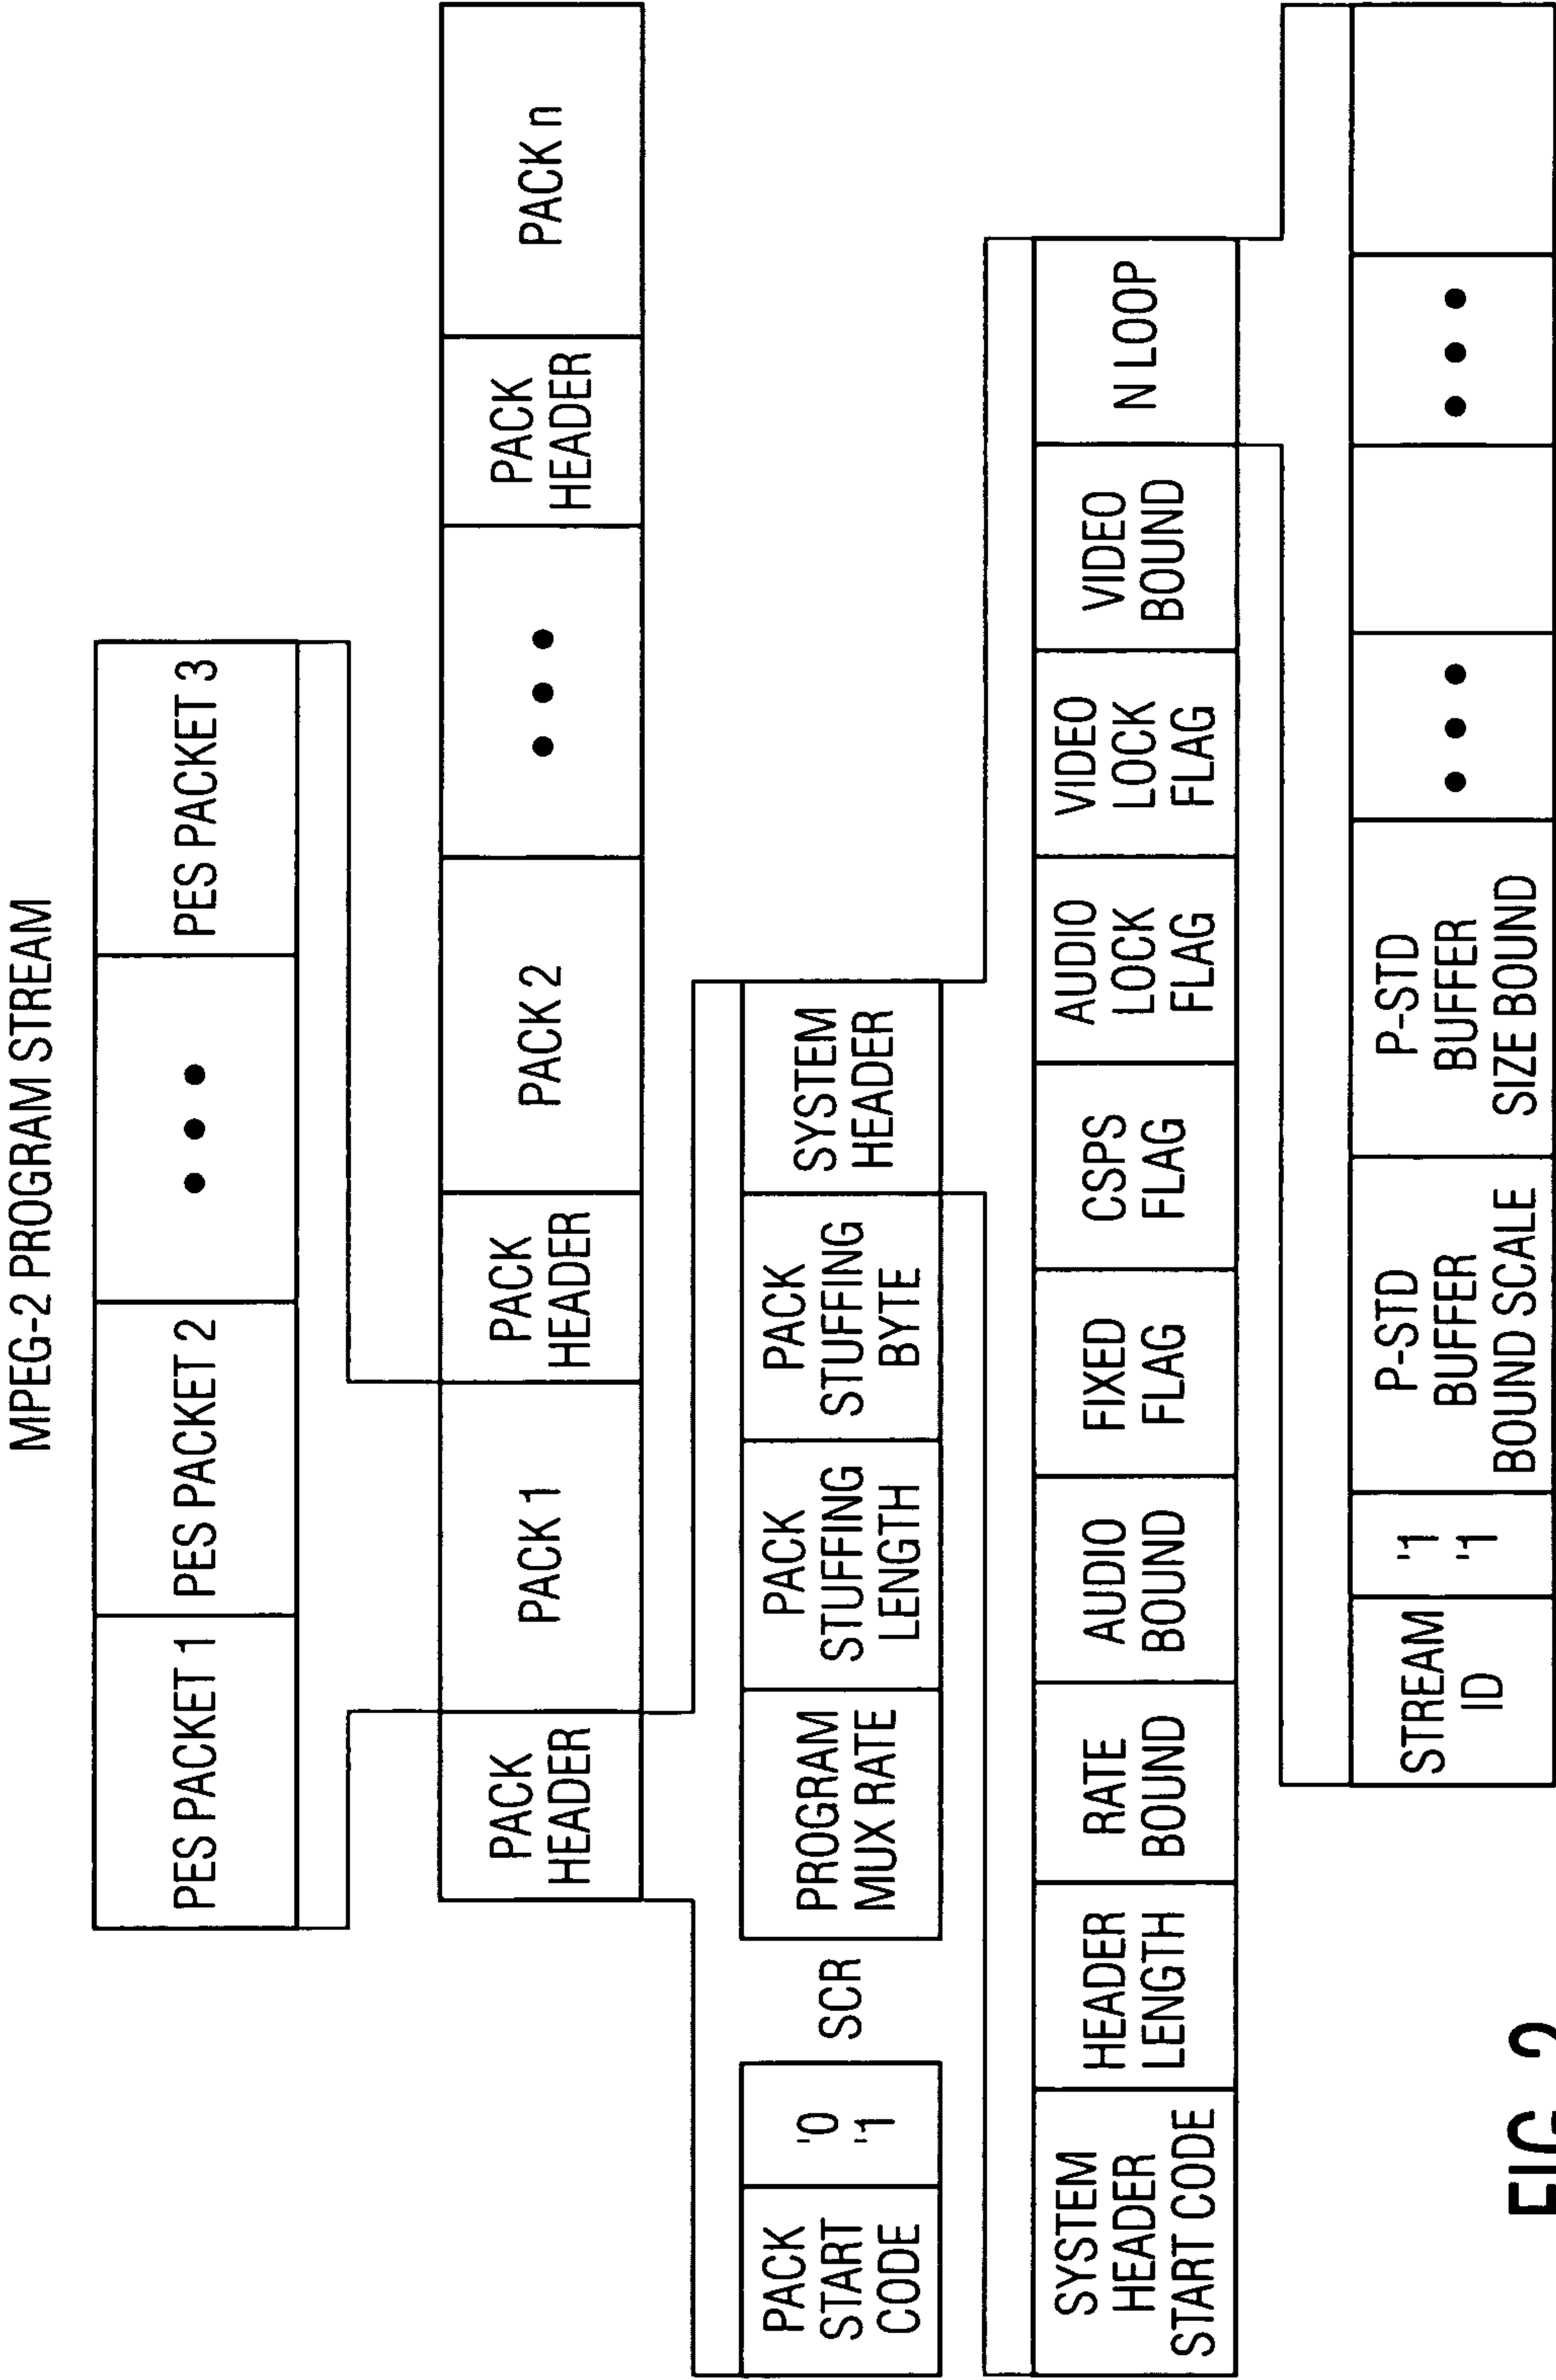 MPEG-2 PROGRAM STREAM
PES PACKET 1
PES PACKET 2
• • •
PES PACKET 3
PACK
HEADER
PACK 1
PACK
HEADER
PACK 2
• • •
PACK
HEADER
PACK n
PACK
START
CODE
'0
'1
SCR
PROGRAM
MUX RATE
PACK
STUFFING
LENGTH
PACK
STUFFING
BYTE
SYSTEM
HEADER
SYSTEM
HEADER
START CODE
HEADER
LENGTH
RATE
BOUND
AUDIO
BOUND
FIXED
FLAG
CSPS
FLAG
AUDIO
LOCK
FLAG
VIDEO
LOCK
FLAG
VIDEO
BOUND
N LOOP
STREAM
ID
'1
'1
P-STD
BUFFER
BOUND SCALE
P-STD
BUFFER
SIZE BOUND
• • •
• • •
FIG. 2